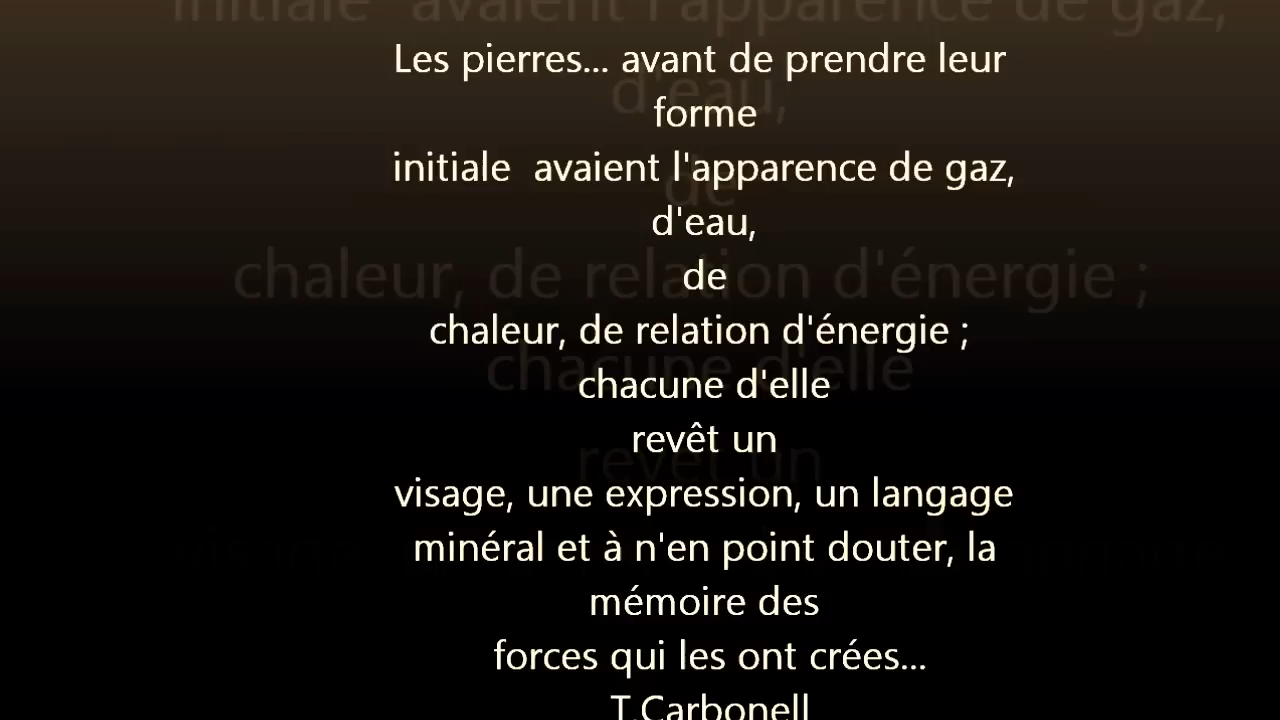 Les pierres... avant de prendre leur
forme
initiale  avaient l'apparence de gaz,
d'eau,
de
chaleur, de relation d'énergie ;
chacune d'elle
revêt un
visage, une expression, un langage
minéral et à n'en point douter, la
mémoire des
forces qui les ont crées...
T.Carbonell